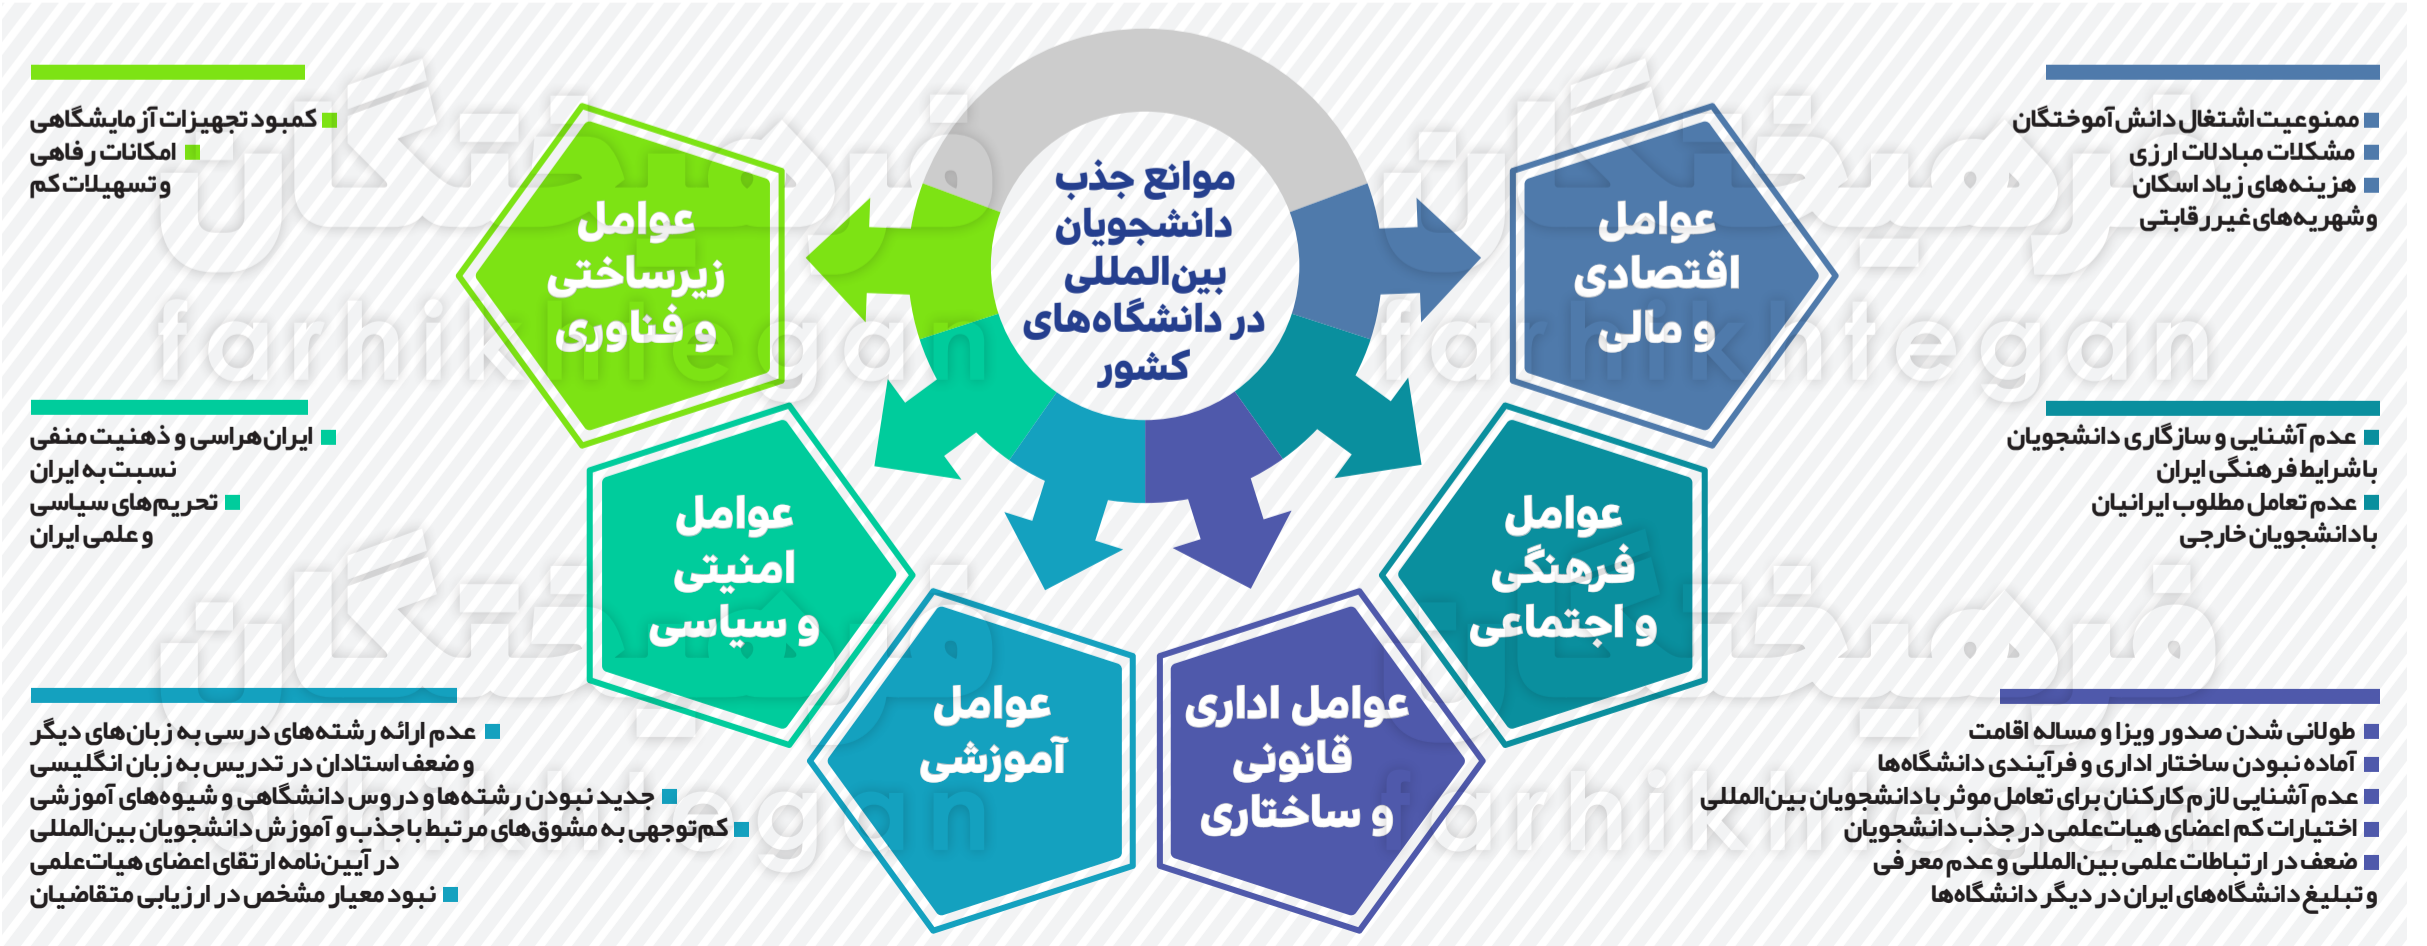 موانع جذب
دانشجویان
بین‌المللی
در دانشگاه‌های
کشور
عوامل
اقتصادی
و مالی
ممنوعیت اشتغال دانش‌آموختگان
مشکلات مبادلات ارزی
هزینه‌های زیاد اسکان
و شهریه‌های غیررقابتی
عوامل
فرهنگی
و اجتماعی
عدم آشنایی و سازگاری دانشجویان
با شرایط فرهنگی ایران
عدم تعامل مطلوب ایرانیان
با دانشجویان خارجی
عوامل اداری
قانونی
و ساختاری
طولانی شدن صدور ویزا و مساله اقامت
آماده نبودن ساختار اداری و فرآیندی دانشگاه‌ها
عدم آشنایی لازم کارکنان برای تعامل موثر با دانشجویان بین‌المللی
اختیارات کم اعضای هیات‌علمی در جذب دانشجویان
ضعف در ارتباطات علمی بین‌المللی و عدم معرفی
و تبلیغ دانشگاه‌های ایران در دیگر دانشگاه‌ها
عوامل
آموزشی
عدم ارائه رشته‌های درسی به زبان‌های دیگر
و ضعف استادان در تدریس به زبان انگلیسی
جدید نبودن رشته‌ها و دروس دانشگاهی و شیوه‌های آموزشی
کم‌توجهی به مشوق‌های مرتبط با جذب و آموزش دانشجویان بین‌المللی
در آیین‌نامه ارتقای اعضای هیات‌علمی
نبود معیار مشخص در ارزیابی متقاضیان
عوامل
امنیتی
و سیاسی
ایران‌هراسی و ذهنیت منفی
نسبت به ایران
تحریم‌های سیاسی
و علمی ایران
عوامل
زیرساختی
و فناوری
کمبود تجهیزات آزمایشگاهی
امکانات رفاهی
و تسهیلات کم
فرهیختگان
farhikhtegan
فرهیختگان
farhikhtegan
فرهیختگان
farhikhtegan
فرهیختگان
farhikhtegan